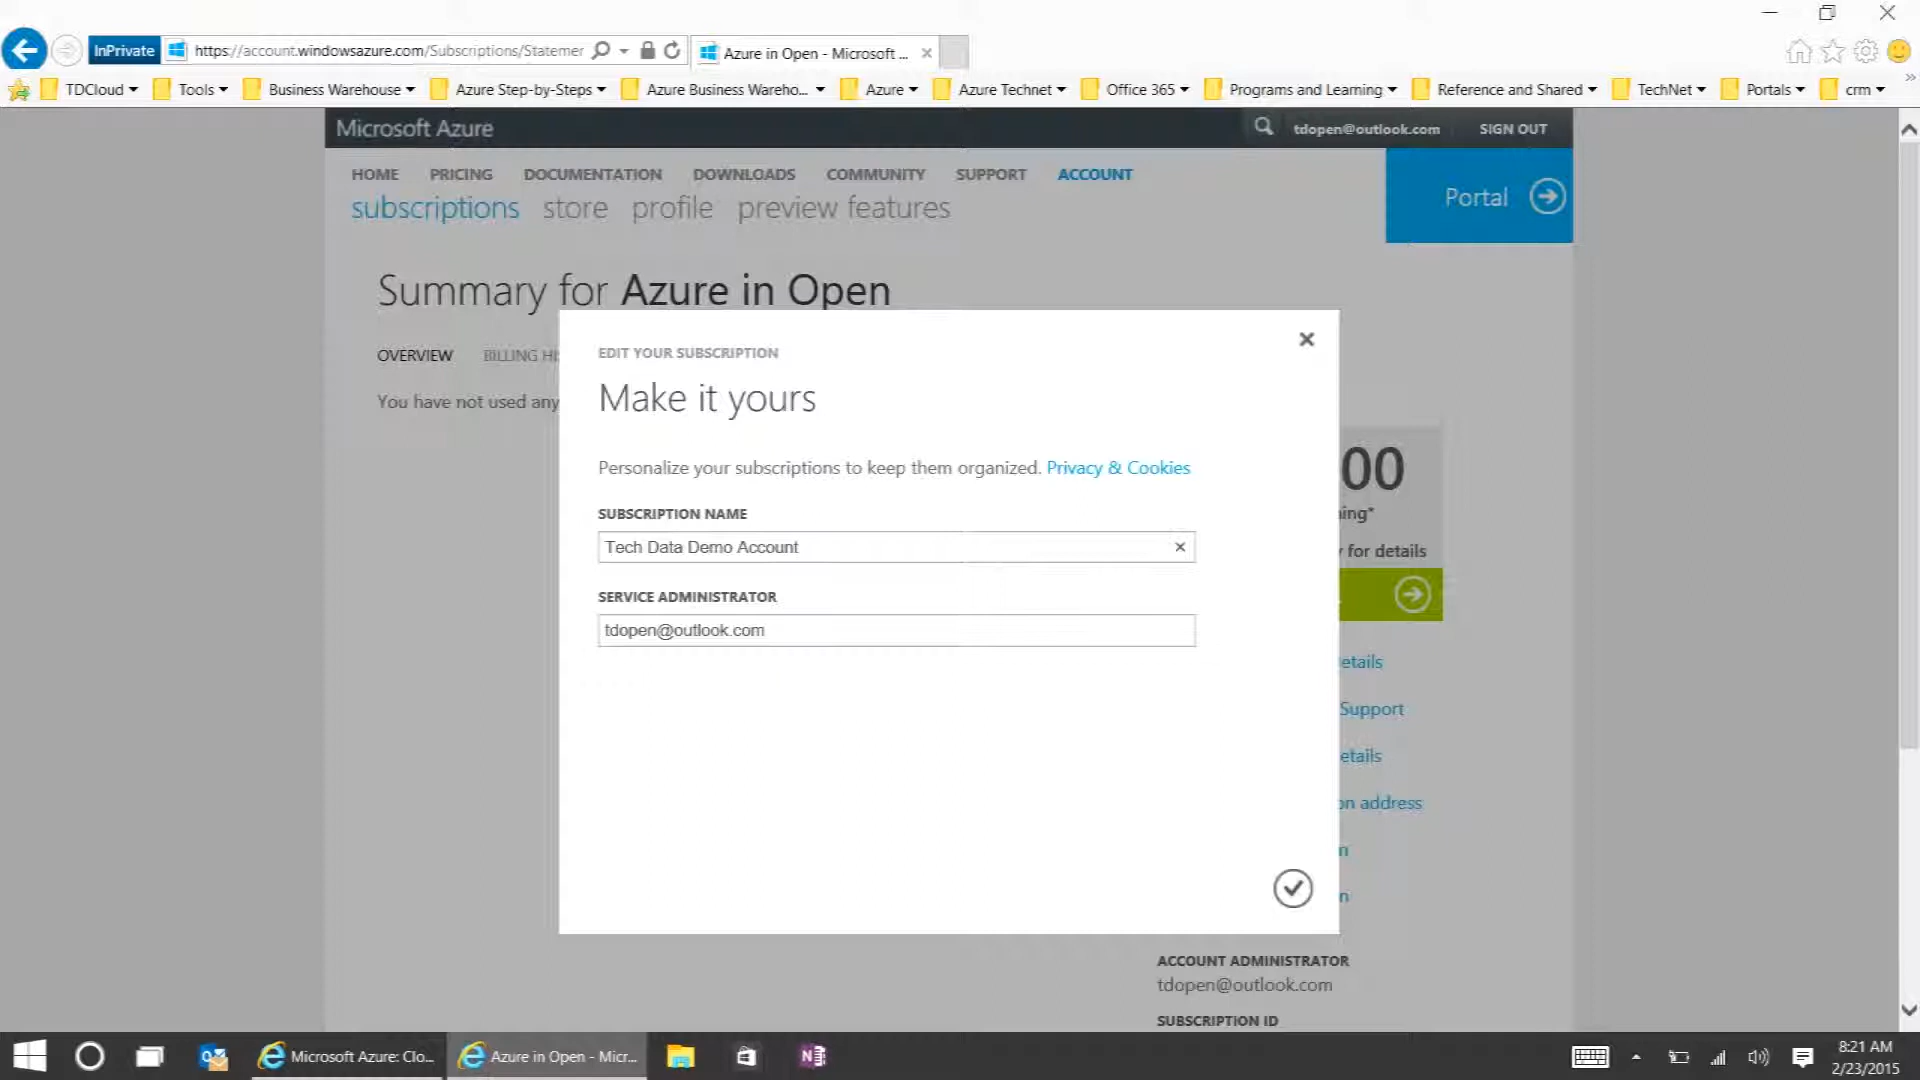 InPrivate https://account.windowsazure.com/Subscriptions/Statemer Azure in Open - Microsoft ...
TDCloud Tools Business Warehouse Azure Step-by-Steps Azure Business Wareho... Azure Azure Technet Office 365 Programs and Learning Reference and Shared TechNet Portals crm
Microsoft Azure tdopen@outlook.com SIGN OUT
HOME PRICING DOCUMENTATION DOWNLOADS COMMUNITY SUPPORT ACCOUNT
subscriptions store profile preview features
Portal
Summary for Azure in Open
OVERVIEW BILLING HI
You have not used any
EDIT YOUR SUBSCRIPTION
Make it yours
Personalize your subscriptions to keep them organized. Privacy & Cookies
SUBSCRIPTION NAME
Tech Data Demo Account
SERVICE ADMINISTRATOR
tdopen@outlook.com
00
ning*
for details
etails
Support
etails
on address
n
n
ACCOUNT ADMINISTRATOR
tdopen@outlook.com
SUBSCRIPTION ID
Microsoft Azure: Clo... Azure in Open - Micr...
8:21 AM
2/23/2015